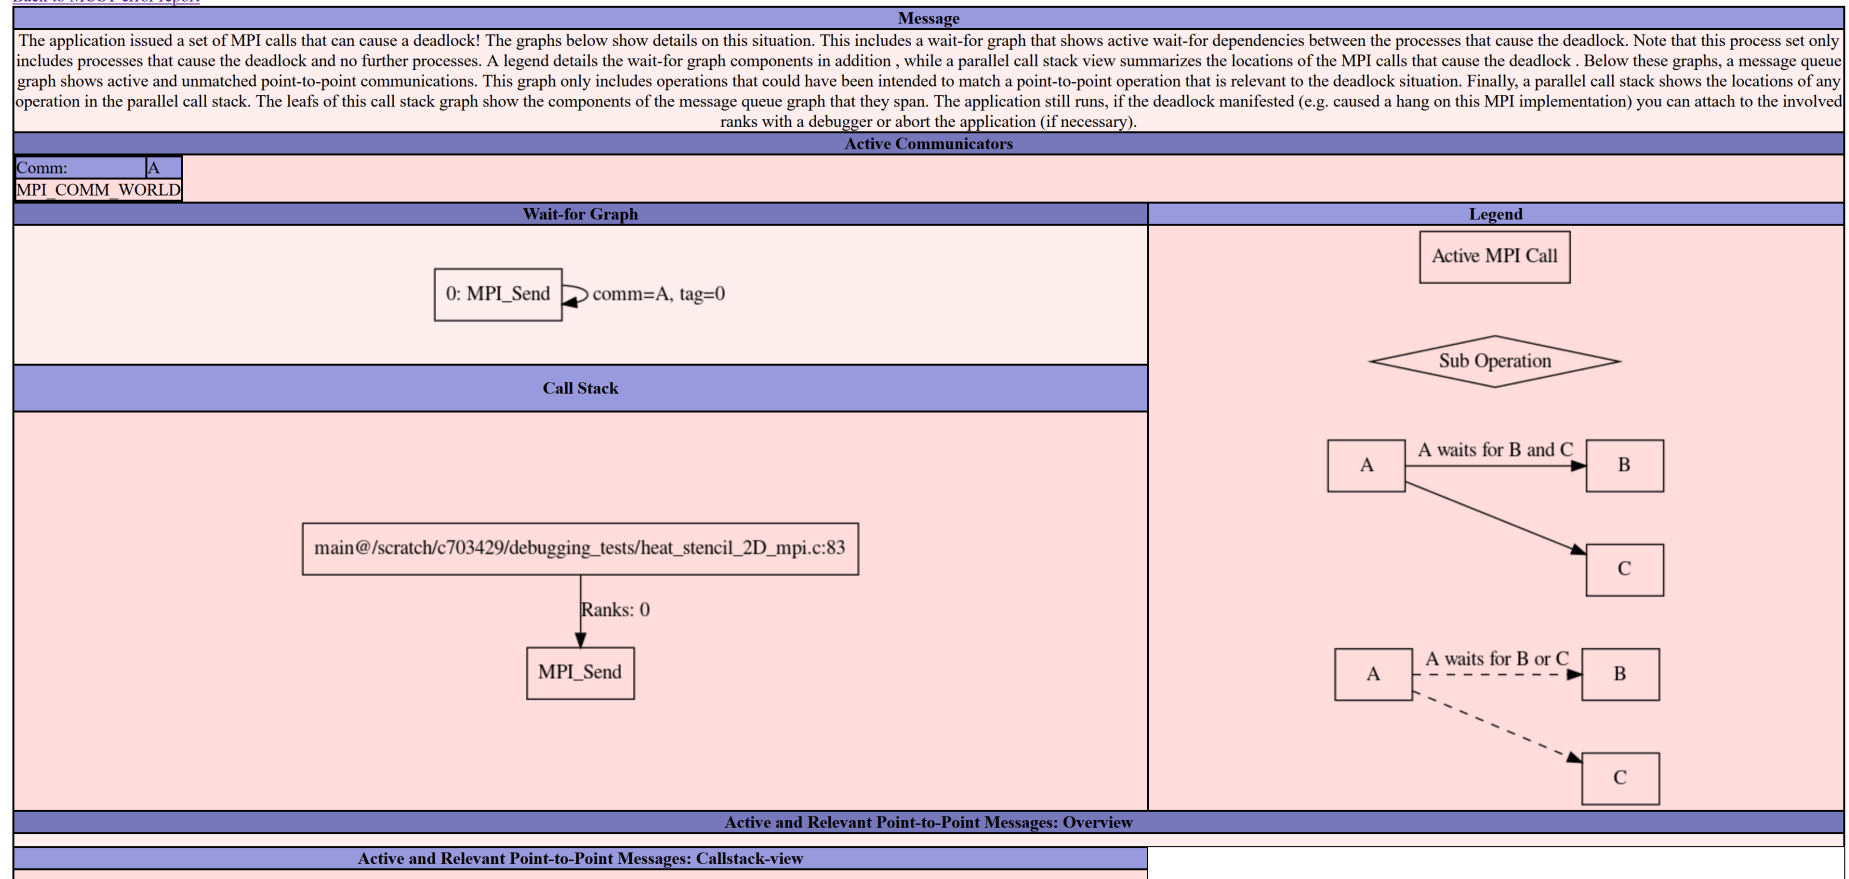 Back to MUST error report
Message
The application issued a set of MPI calls that can cause a deadlock! The graphs below show details on this situation. This includes a wait-for graph that shows active wait-for dependencies between the processes that cause the deadlock. Note that this process set only
includes processes that cause the deadlock and no further processes. A legend details the wait-for graph components in addition , while a parallel call stack view summarizes the locations of the MPI calls that cause the deadlock . Below these graphs, a message queue
graph shows active and unmatched point-to-point communications. This graph only includes operations that could have been intended to match a point-to-point operation that is relevant to the deadlock situation. Finally, a parallel call stack shows the locations of any
operation in the parallel call stack. The leafs of this call stack graph show the components of the message queue graph that they span. The application still runs, if the deadlock manifested (e.g. caused a hang on this MPI implementation) you can attach to the involved
ranks with a debugger or abort the application (if necessary).
Active Communicators
Comm: A
MPI_COMM_WORLD
Wait-for Graph
0: MPI_Send comm=A, tag=0
Call Stack
main@/scratch/c703429/debugging_tests/heat_stencil_2D_mpi.c:83
Ranks: 0
MPI_Send
Legend
Active MPI Call
Sub Operation
A A waits for B and C B
C
A A waits for B or C B
C
Active and Relevant Point-to-Point Messages: Overview
Active and Relevant Point-to-Point Messages: Callstack-view